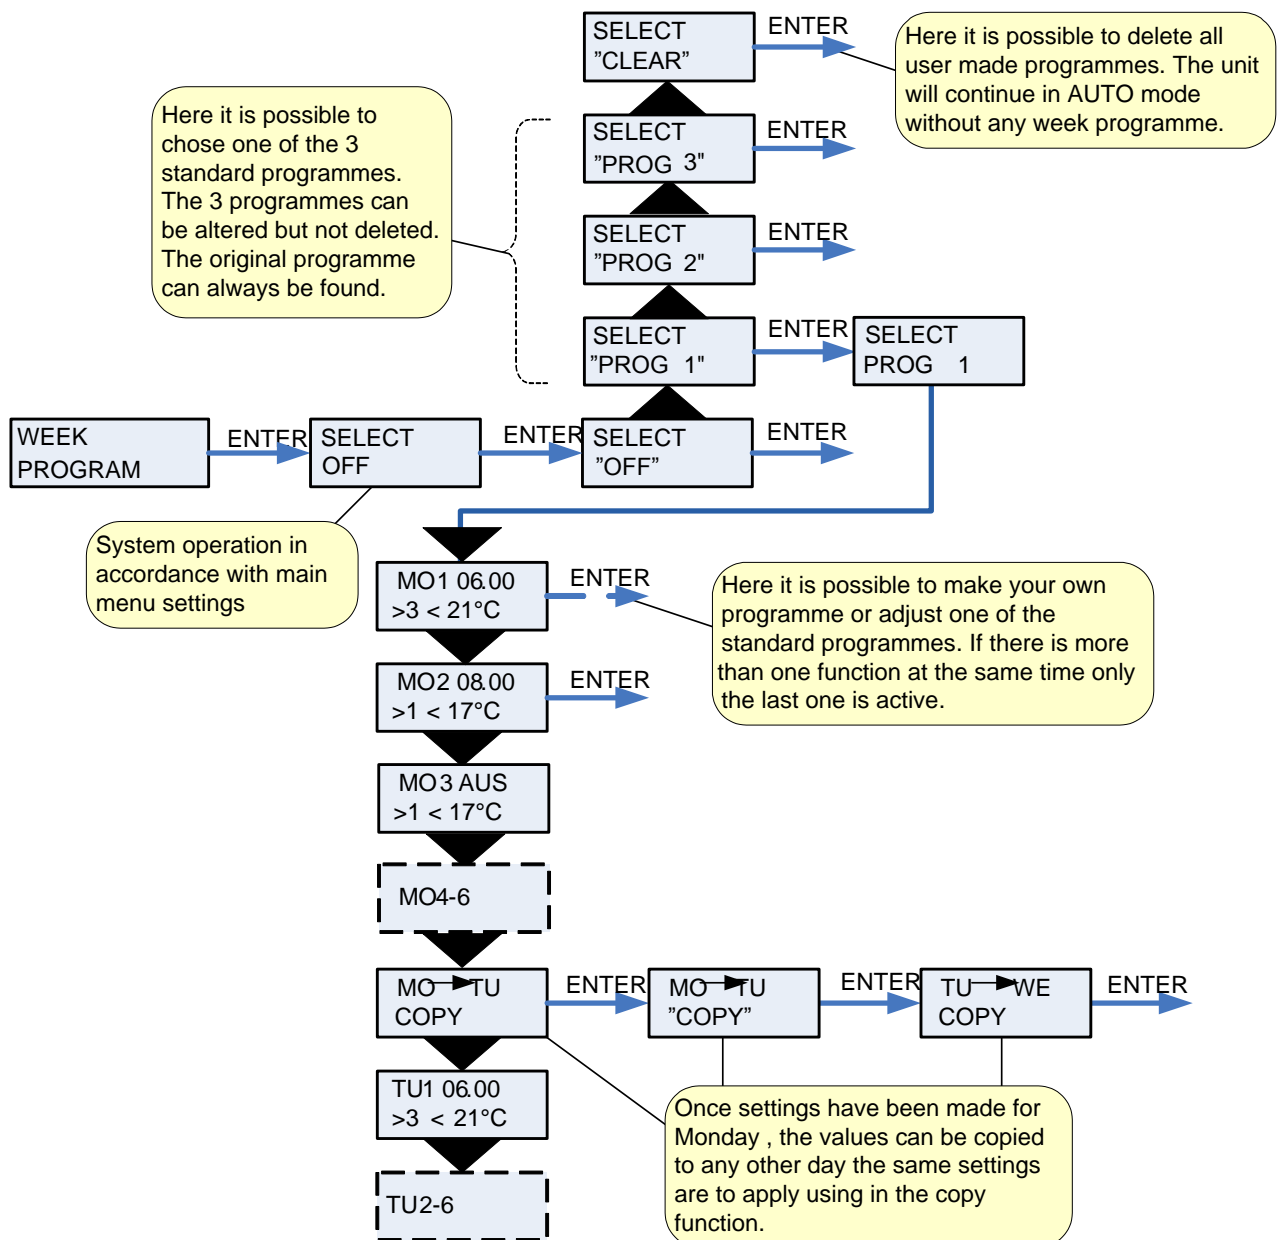 SELECT
"CLEAR"
ENTER
Here it is possible to delete all
user made programmes. The unit
will continue in AUTO mode
without any week programme.
Here it is possible to
chose one of the 3
standard programmes.
The 3 programmes can
be altered but not deleted.
The original programme
can always be found.
SELECT
"PROG 3"
ENTER
SELECT
"PROG 2"
ENTER
SELECT
"PROG 1"
ENTER
SELECT
PROG 1
WEEK
PROGRAM
ENTER
SELECT
OFF
ENTER
SELECT
"OFF"
ENTER
System operation in
accordance with main
menu settings
MO1 06.00
>3 < 21°C
ENTER
Here it is possible to make your own
programme or adjust one of the
standard programmes. If there is more
than one function at the same time only
the last one is active.
MO2 08.00
>1 < 17°C
ENTER
MO3 AUS
>1 < 17°C
MO4-6
MO TU
COPY
ENTER
MO TU
"COPY"
ENTER
TU WE
COPY
ENTER
TU1 06.00
>3 < 21°C
Once settings have been made for
Monday , the values can be copied
to any other day the same settings
are to apply using in the copy
function.
TU2-6